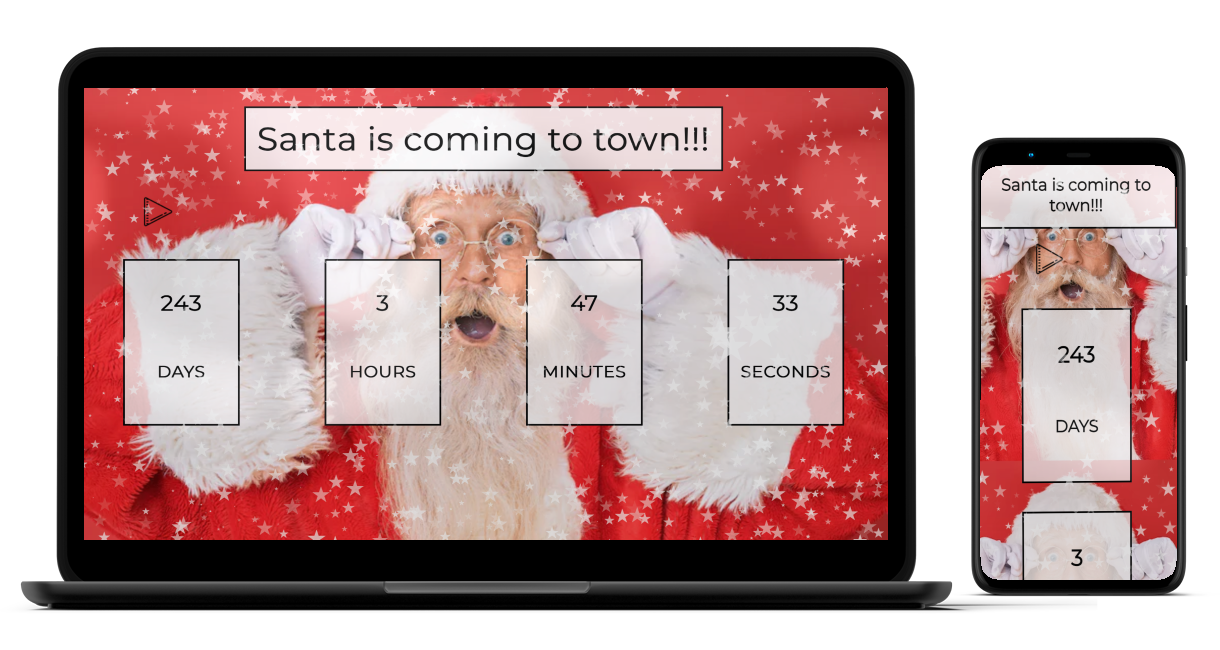 Santa is coming to town!!!
243
3
47
33
DAYS
HOURS
MINUTES
SECONDS
Santa is coming to
town!!!
243
DAYS
3